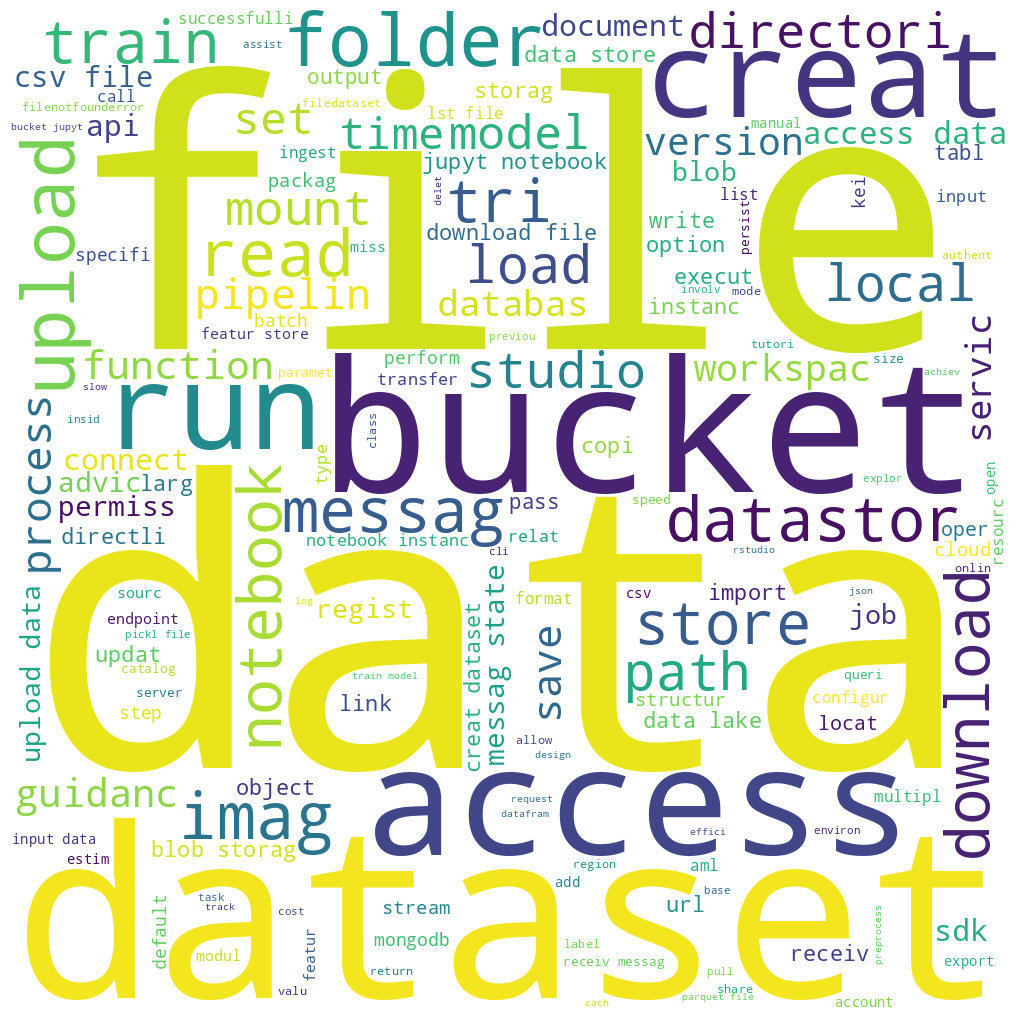 successfulli
train
assist
folder
document
directori
data store
creat
csv file
call
output
storag
filenotfounderror
filedataset
lst file
bucket jupyt
api
set
time
model
version
manual
access data
upload
file
ingest
jupyt notebook
blob
tabl
packag
delet
tri
list
kei
input
mount
write
persist
specifi
read
miss
download file
option
authent
load
execut
local
pipelin
databas
involv
mode
instanc
batch
featur store
previou
tutori
function
perform
studio
workspac
size
servic
slow
paramet
transfer
achiev
run
bucket
insid
class
process
connect
type
copi
advic
larg
explor
open
permiss
notebook
messag
pass
speed
datastor
resourc
directli
notebook instanc
relat
oper
cli
rstudio
cloud
onlin
data
upload data
sourc
log
format
csv
import
json
download
endpoint
regist
creat dataset
messag state
save
store
job
pickl file
updat
path
catalog
train model
queri
server
link
structur
configur
step
data lake
locat
allow
design
guidanc
object
access
imag
request
multipl
datafram
input data
blob storag
effici
environ
estim
dataset
region
aml
add
base
default
task
track
cost
stream
url
preprocess
mongodb
label
sdk
modul
featur
receiv messag
receiv
export
return
pull
valu
share
cach
parquet file
account